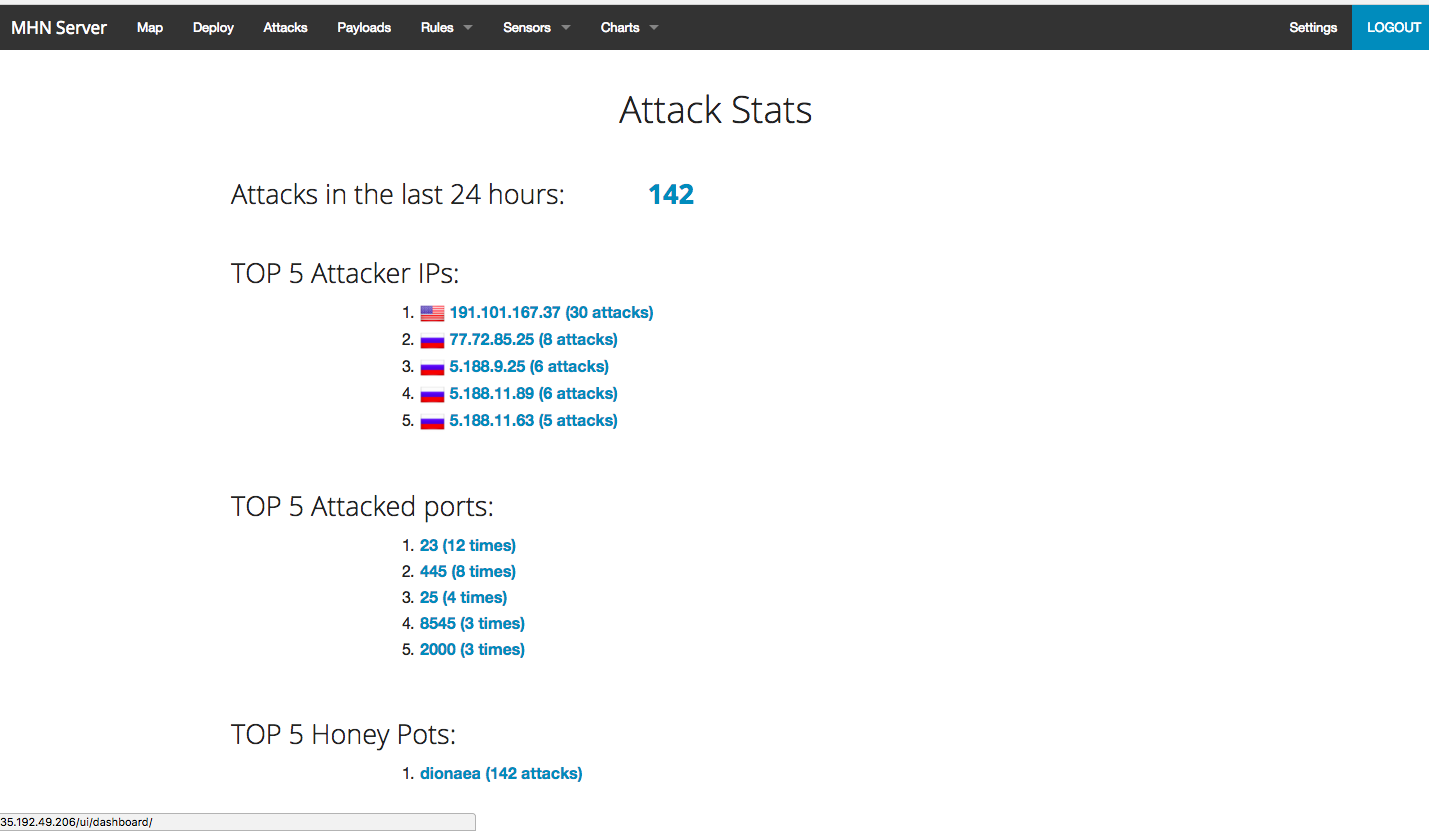 MHN Server Map Deploy Attacks Payloads Rules Sensors Charts Settings LOGOUT
Attack Stats
Attacks in the last 24 hours: 142
TOP 5 Attacker IPs:
1. 191.101.167.37 (30 attacks)
2. 77.72.85.25 (8 attacks)
3. 5.188.9.25 (6 attacks)
4. 5.188.11.89 (6 attacks)
5. 5.188.11.63 (5 attacks)
TOP 5 Attacked ports:
1. 23 (12 times)
2. 445 (8 times)
3. 25 (4 times)
4. 8545 (3 times)
5. 2000 (3 times)
TOP 5 Honey Pots:
1. dionaea (142 attacks)
35.192.49.206/ui/dashboard/